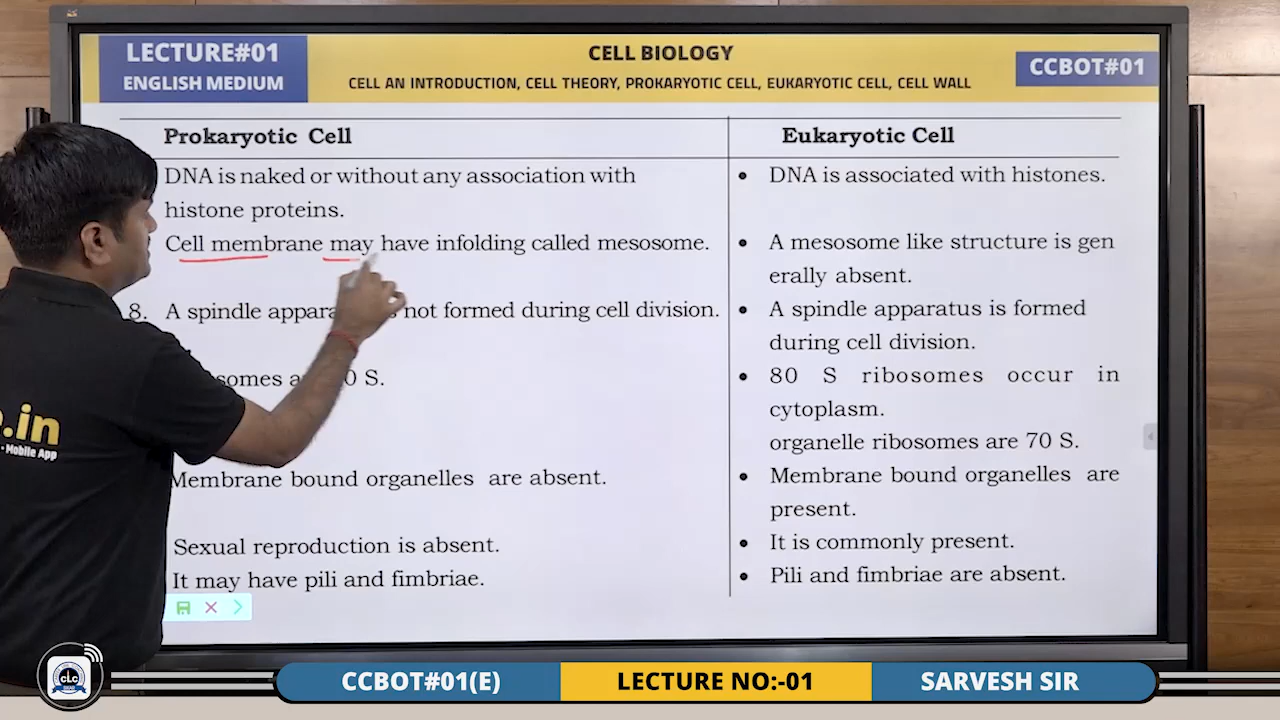 LECTURE#01
ENGLISH MEDIUM
CELL BIOLOGY
CELL AN INTRODUCTION, CELL THEORY, PROKARYOTIC CELL, EUKARYOTIC CELL, CELL WALL
CCBOT#01
Prokaryotic Cell
Eukaryotic Cell
DNA is naked or without any association with
histone proteins.
• DNA is associated with histones.
Cell membrane may have infolding called mesosome.
• A mesosome like structure is gen
erally absent.
8. A spindle not formed during cell division.
• A spindle apparatus is formed
during cell division.
S.
• 80 S ribosomes occur in
cytoplasm.
organelle ribosomes are 70 S.
Membrane bound organelles are absent.
• Membrane bound organelles are
present.
Sexual reproduction is absent.
• It is commonly present.
It may have pili and fimbriae.
• Pili and fimbriae are absent.
.in
- Mobile App
CLC
CCBOT#01(E)
LECTURE NO:-01
SARVESH SIR